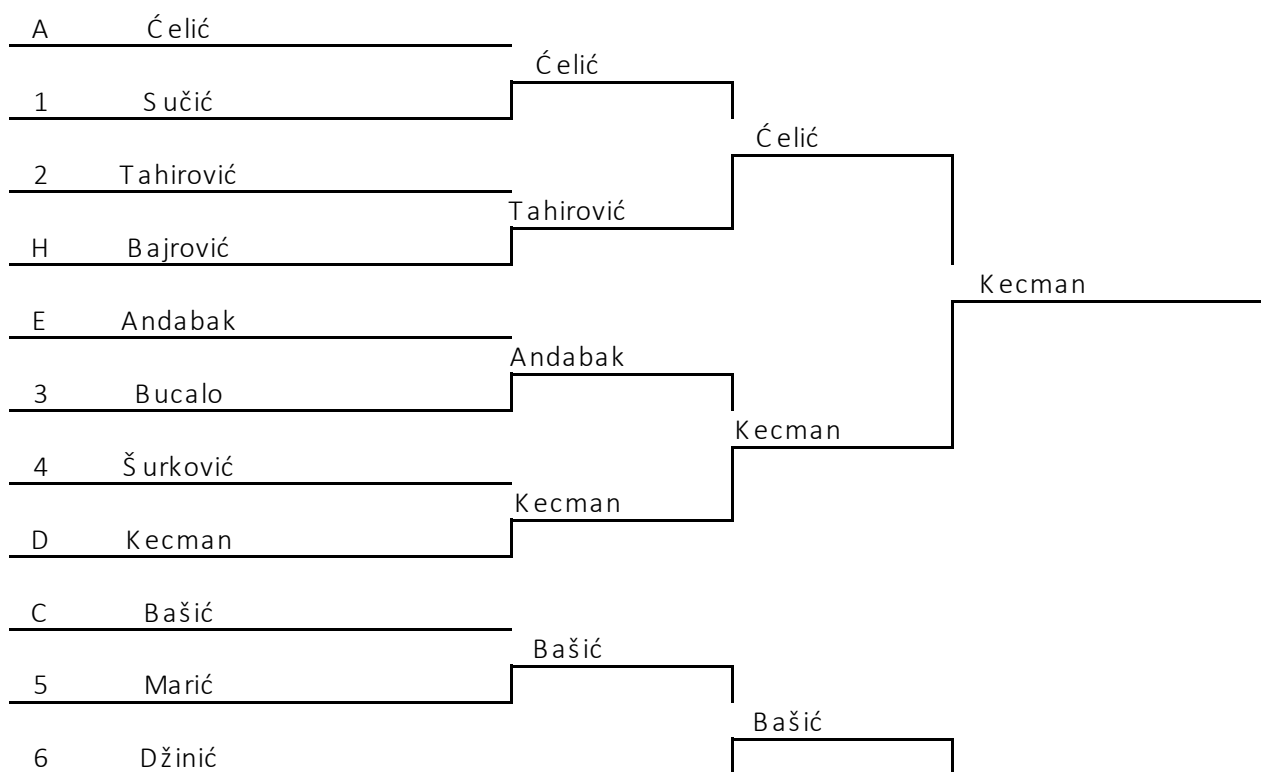 A Ćelić
Ćelić
1 Sučić
Ćelić
2 Tahirović
Tahirović
H Bajrović
Kecman
E Andabak
Andabak
3 Bucalo
Kecman
4 Šurković
Kecman
D Kecman
C Bašić
Bašić
5 Marić
Bašić
6 Džinić